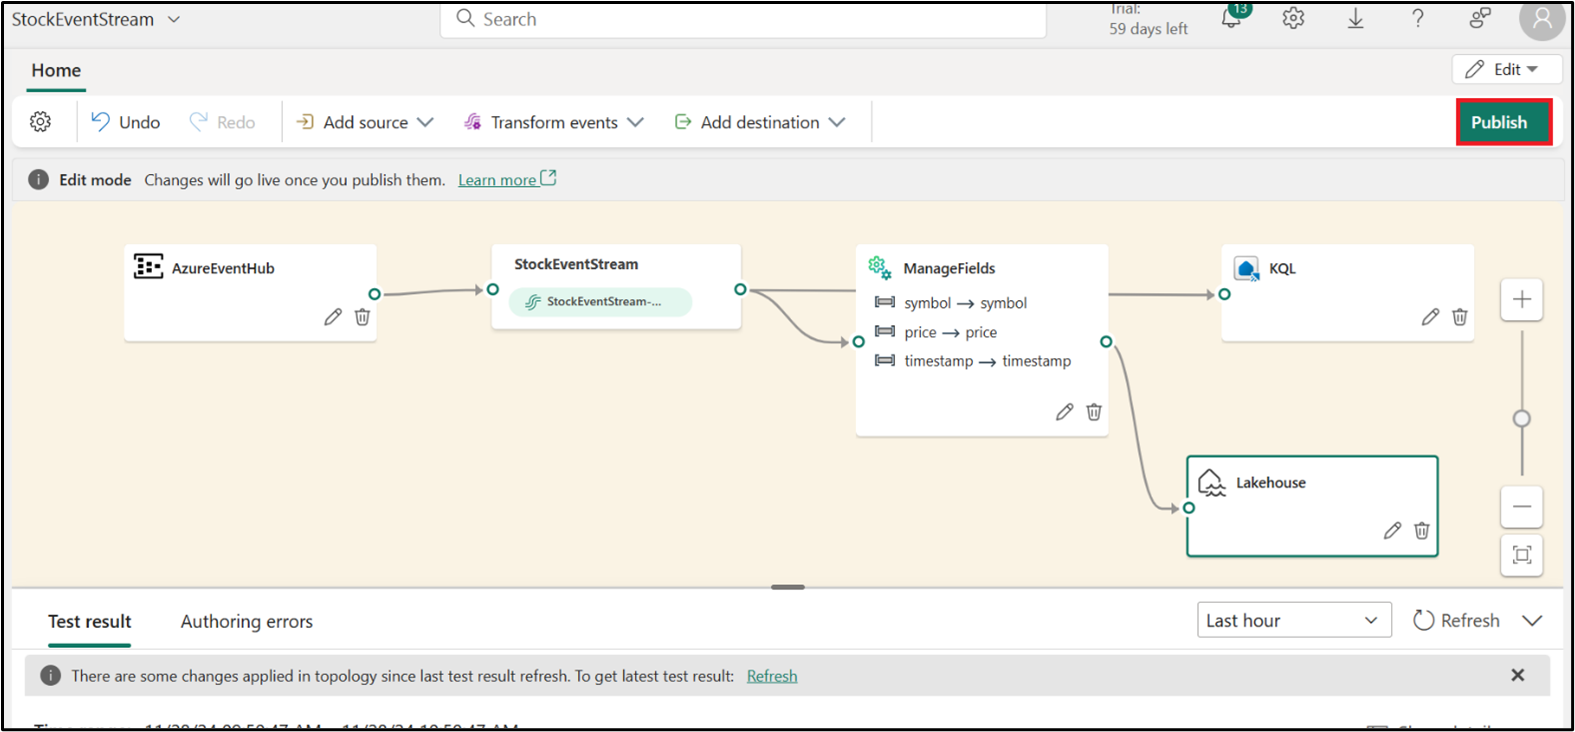 StockEventStream
Search
Trial:
59 days left
13
Home
Edit
Undo
Redo
Add source
Transform events
Add destination
Publish
Edit mode Changes will go live once you publish them. Learn more
AzureEventHub
StockEventStream
StockEventStream-...
ManageFields
symbol → symbol
price → price
timestamp → timestamp
KQL
Lakehouse
Test result
Authoring errors
Last hour
Refresh
There are some changes applied in topology since last test result refresh. To get latest test result: Refresh